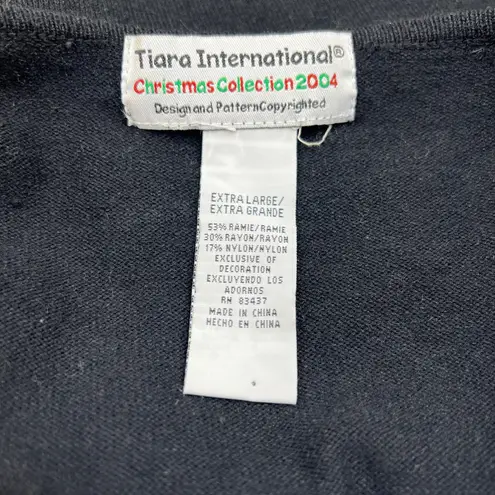 Tiara International®
Christmas Collection 2004
Design and Pattern Copyrighted
EXTRA LARGE/
EXTRA GRANDE
53% RAMIE/RAMIE
30% RAYON/RAYON
17% NYLON/NYLON
EXCLUSIVE OF
DECORATION
EXCLUYENDO LOS
ADORNOS
RN 83437
MADE IN CHINA
HECHO EN CHINA